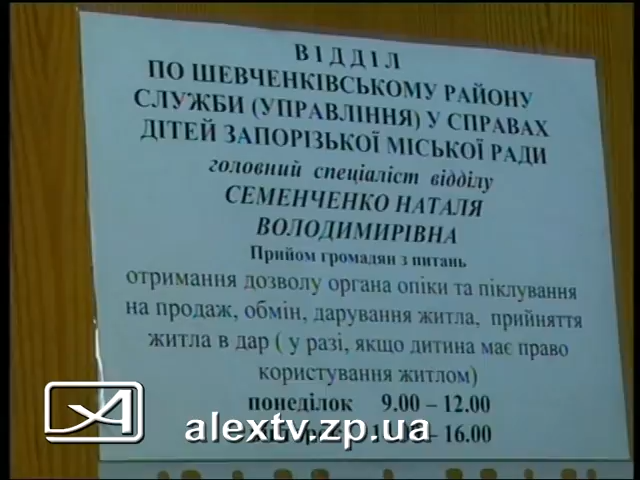 ВІДДІЛ
ПО ШЕВЧЕНКІВСЬКОМУ РАЙОНУ
СЛУЖБИ (УПРАВЛІННЯ) У СПРАВАХ
ДІТЕЙ ЗАПОРІЗЬКОЇ МІСЬКОЇ РАДИ
головний спеціаліст відділу
СЕМЕНЧЕНКО НАТАЛЯ
ВОЛОДИМИРІВНА
Прийом громадян з питань
отримання дозволу органа опіки та піклування
на продаж, обмін, дарування житла, прийняття
житла в дар ( у разі, якщо дитина має право
користування житлом)
понеділок 9.00 – 12.00
– 16.00
alextv.zp.ua